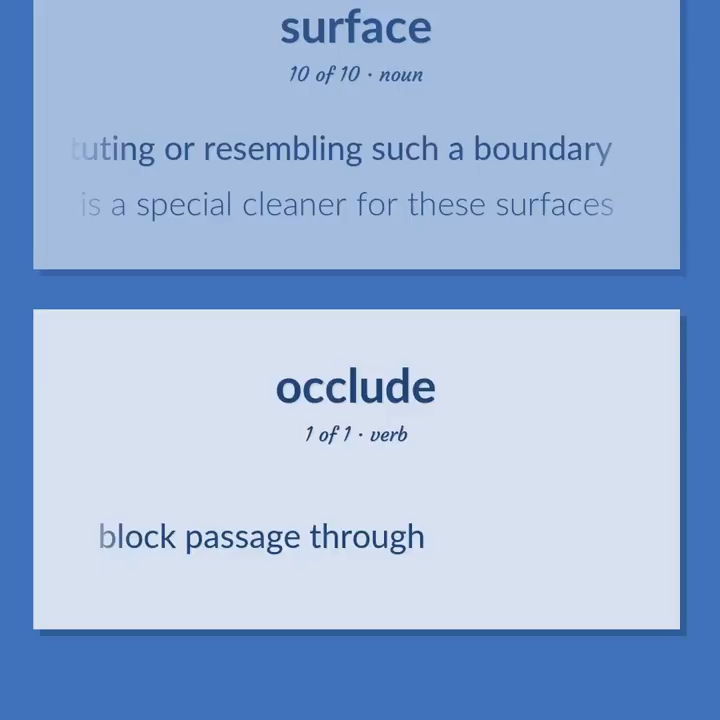 surface
10 of 10 · noun
tuting or resembling such a boundary
is a special cleaner for these surfaces
occlude
1 of 1 · verb
block passage through